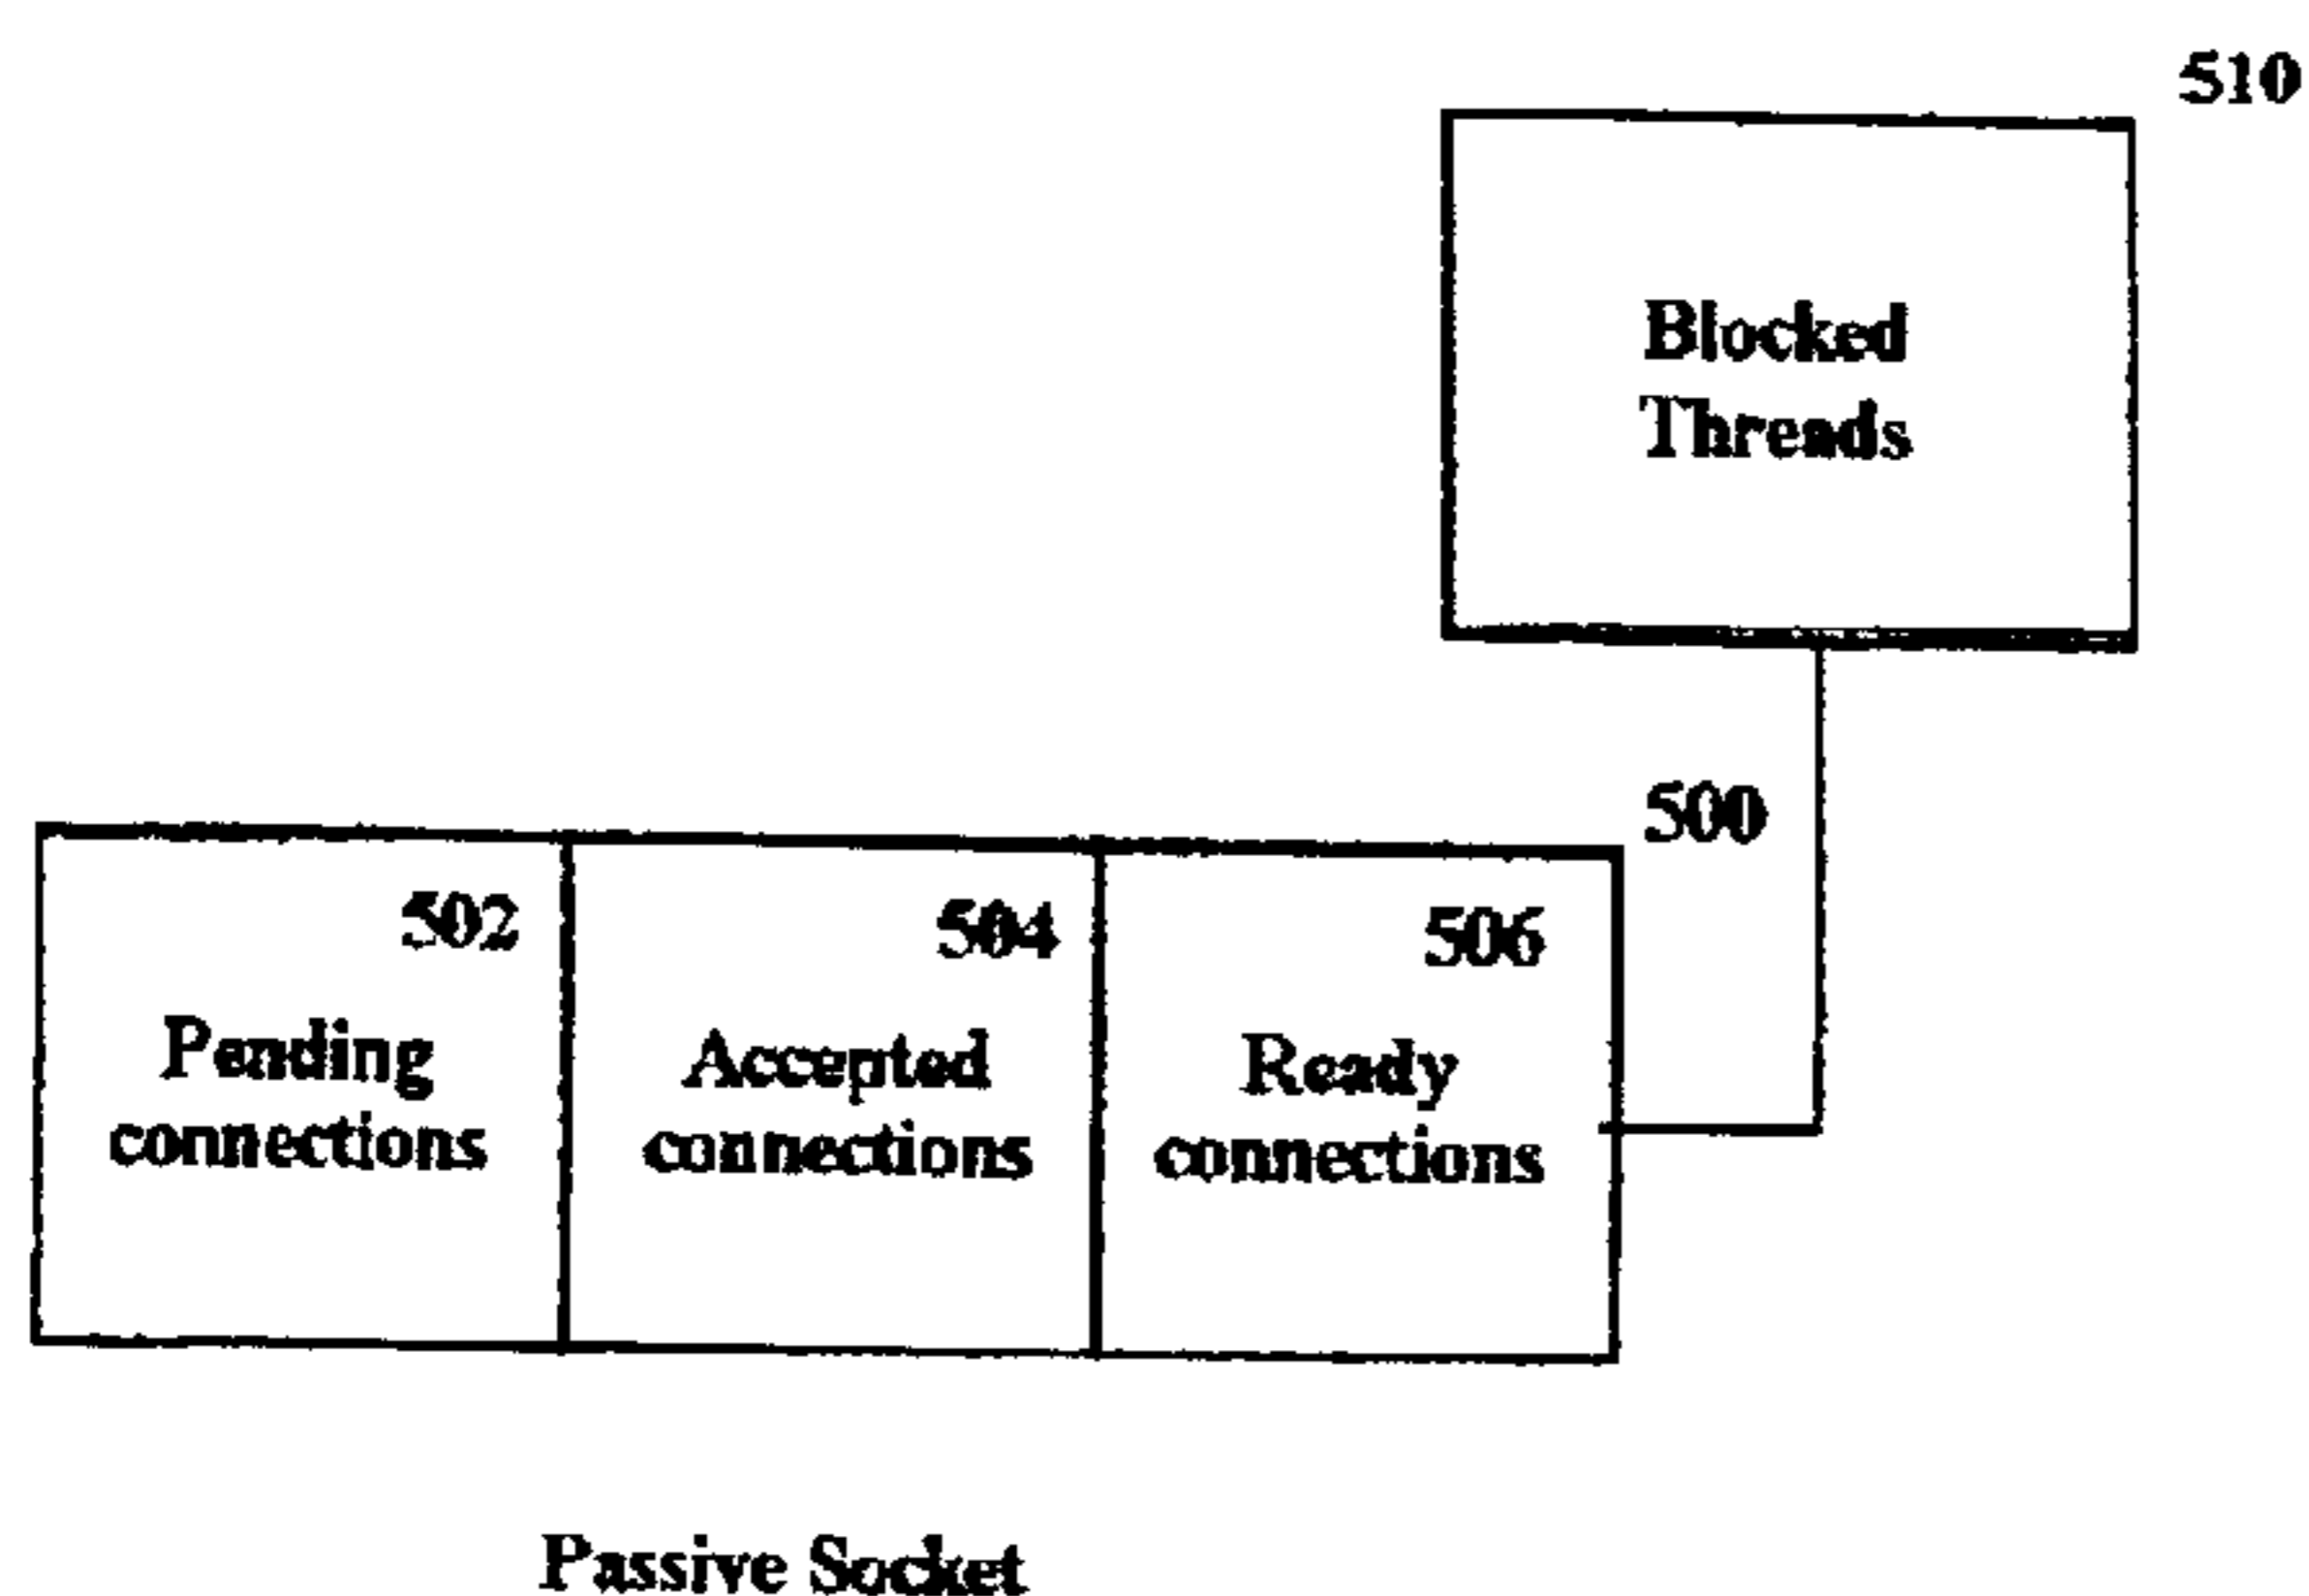 510
Blocked
Threads
500
502
504
506
Pending
connections
Accepted
connections
Ready
connections
Passive Socket